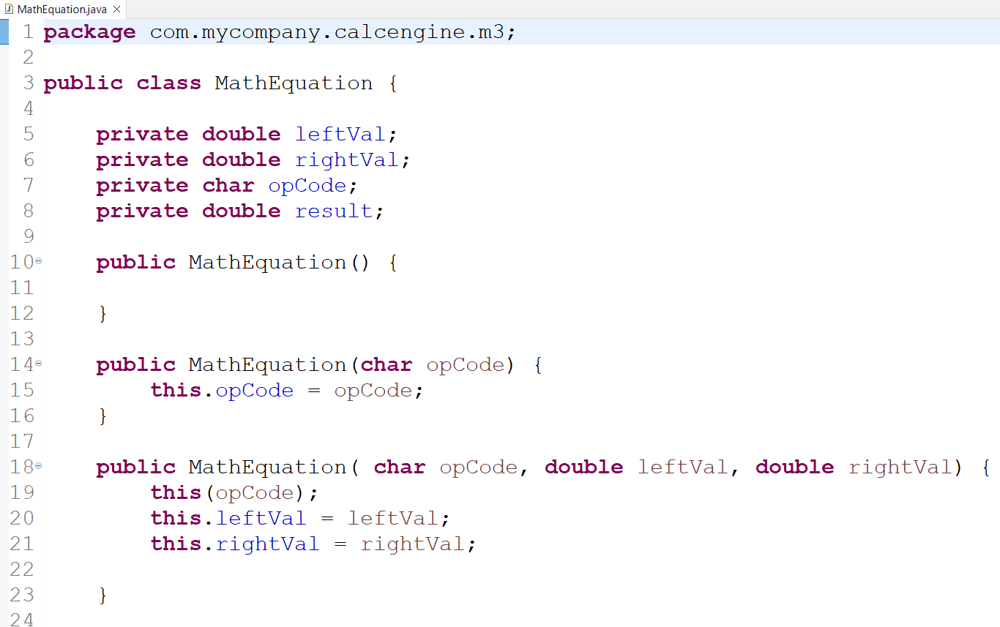 MathEquation.java
1 package com.mycompany.calcengine.m3;
2
3 public class MathEquation {
4
5     private double leftVal;
6     private double rightVal;
7     private char opCode;
8     private double result;
9
10     public MathEquation() {
11
12     }
13
14     public MathEquation(char opCode) {
15         this.opCode = opCode;
16     }
17
18     public MathEquation( char opCode, double leftVal, double rightVal) {
19         this(opCode);
20         this.leftVal = leftVal;
21         this.rightVal = rightVal;
22
23     }
24